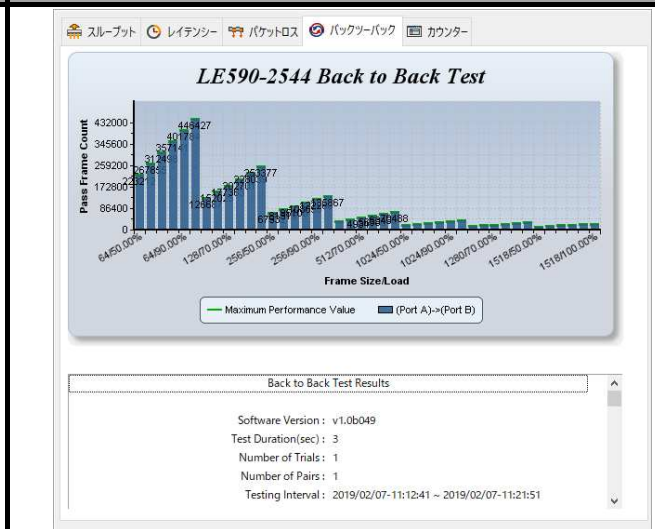 スループット レイテンシー パケットロス バックツーバック カウンター
LE590-2544 Back to Back Test
Pass Frame Count
432000
345600
259200
172800
86400
0
446427
253377
64/50.00% 64/90.00% 128/70.00% 256/50.00% 256/90.00% 512/70.00% 1024/50.00% 1024/90.00% 1280/70.00% 1518/50.00% 1518/100.00%
Frame Size/Load
Maximum Performance Value (Port A)->(Port B)
Back to Back Test Results
Software Version : v1.0b049
Test Duration(sec) : 3
Number of Trials : 1
Number of Pairs : 1
Testing Interval : 2019/02/07-11:12:41 ~ 2019/02/07-11:21:51